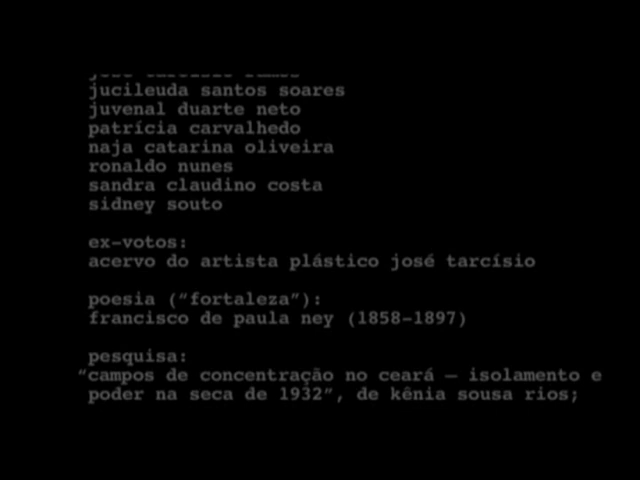 jucileuda santos soares
juvenal duarte neto
patrícia carvalhedo
naja catarina oliveira
ronaldo nunes
sandra claudino costa
sidney souto
ex-votos:
acervo do artista plástico josé tarcísio
poesia (“fortaleza”):
francisco de paula ney (1858-1897)
pesquisa:
“campos de concentração no ceará – isolamento e
poder na seca de 1932”, de kênia sousa rios;